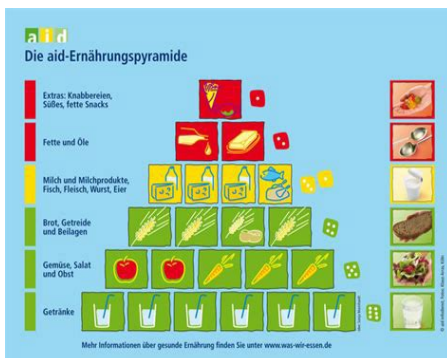 aid
Die aid-Ernährungspyramide
Extras: Knabbereien,
Süßes, fette Snacks
Fette und Öle
Milch und Milchprodukte,
Fisch, Fleisch, Wurst, Eier
Brot, Getreide
und Beilagen
Gemüse, Salat
und Obst
Getränke
Mehr Informationen über gesunde Ernährung finden Sie unter www.was-wir-essen.de